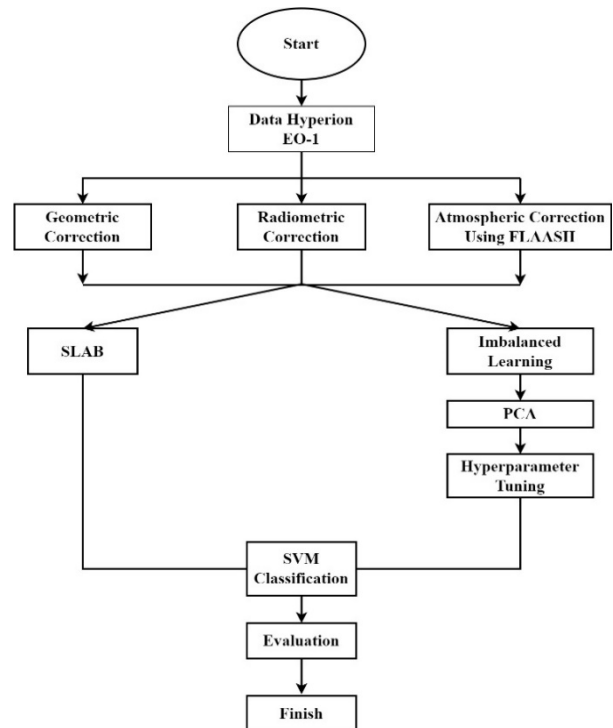 Start
Data Hyperion
EO-1
Geometric
Correction
Radiometric
Correction
Atmospheric Correction
Using FLAASII
SLAB
Imbalanced
Learning
PCA
Hyperparameter
Tuning
SVM
Classification
Evaluation
Finish